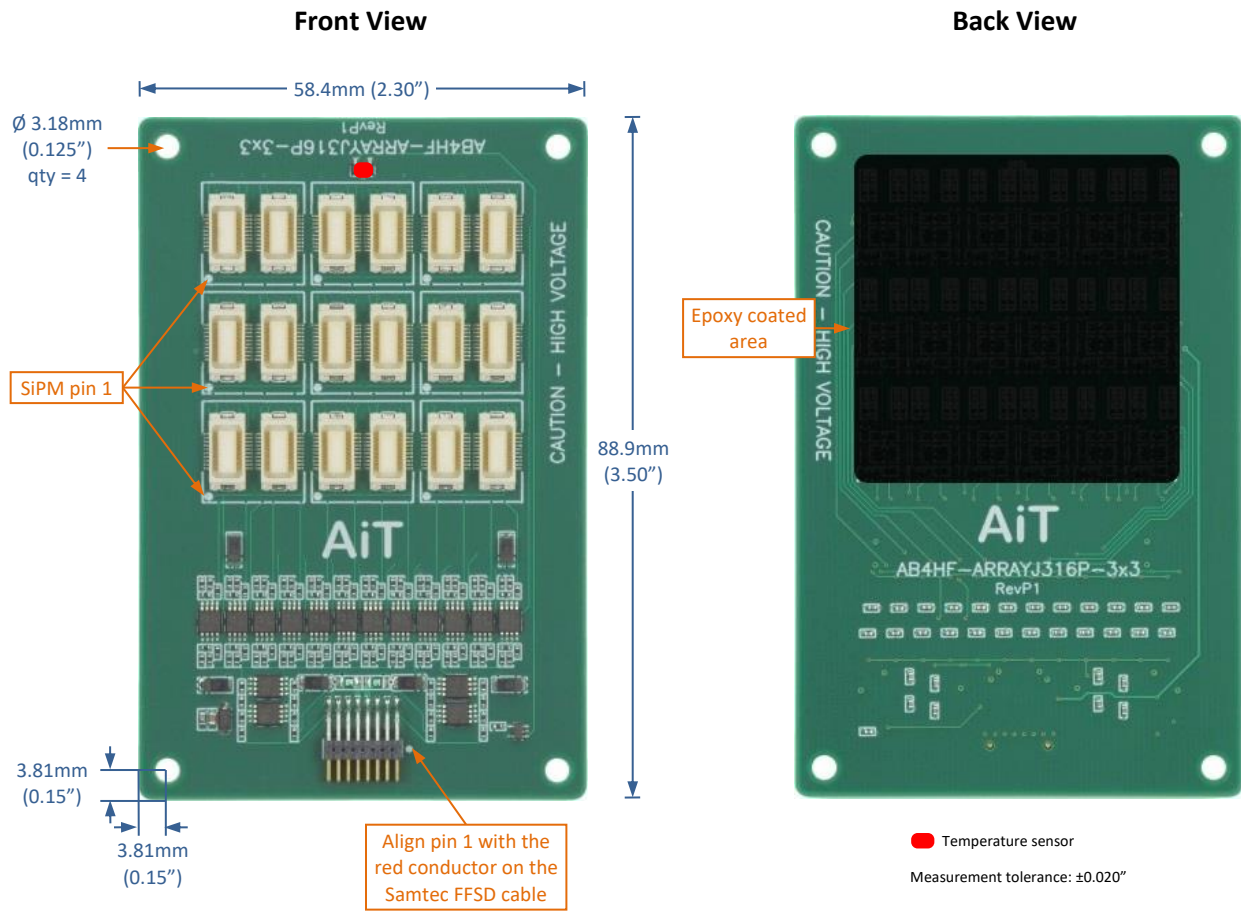 Front View
Back View
58.4mm (2.30”)
Ø 3.18mm
(0.125”)
qty = 4
RevP1
AB4HF-ARRAYJ316P-3x3
CAUTION - HIGH VOLTAGE
SiPM pin 1
88.9mm
(3.50”)
AiT
3.81mm
(0.15”)
3.81mm
(0.15”)
Align pin 1 with the
red conductor on the
Samtec FFSD cable
CAUTION - HIGH VOLTAGE
Epoxy coated
area
AiT
AB4HF-ARRAYJ316P-3x3
RevP1
Temperature sensor
Measurement tolerance: ±0.020”